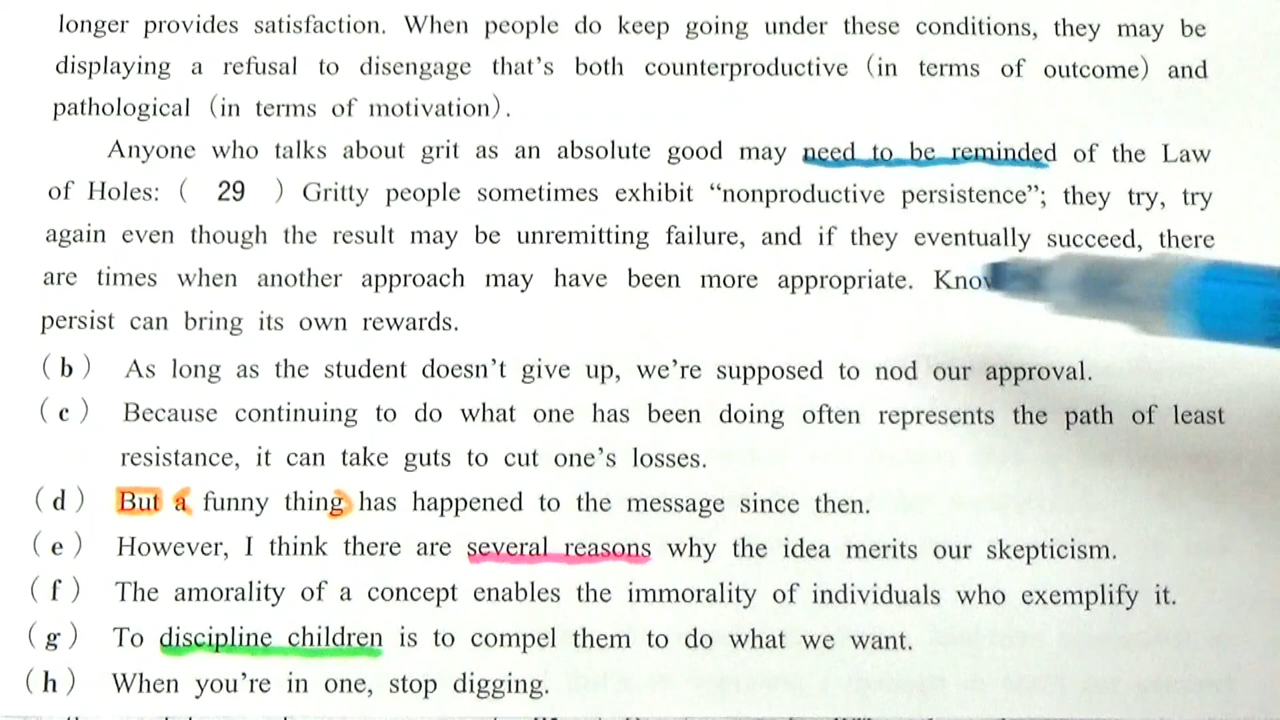 longer provides satisfaction. When people do keep going under these conditions, they may be
displaying a refusal to disengage that's both counterproductive (in terms of outcome) and
pathological (in terms of motivation).
Anyone who talks about grit as an absolute good may need to be reminded of the Law
of Holes: ( 29 ) Gritty people sometimes exhibit “nonproductive persistence”; they try, try
again even though the result may be unremitting failure, and if they eventually succeed, there
are times when another approach may have been more appropriate.
persist can bring its own rewards.
(b) As long as the student doesn't give up, we're supposed to nod our approval.
(c) Because continuing to do what one has been doing often represents the path of least
resistance, it can take guts to cut one's losses.
(d) But a funny thing has happened to the message since then.
(e) However, I think there are several reasons why the idea merits our skepticism.
(f) The amorality of a concept enables the immorality of individuals who exemplify it.
(g) To discipline children is to compel them to do what we want.
(h) When you're in one, stop digging.